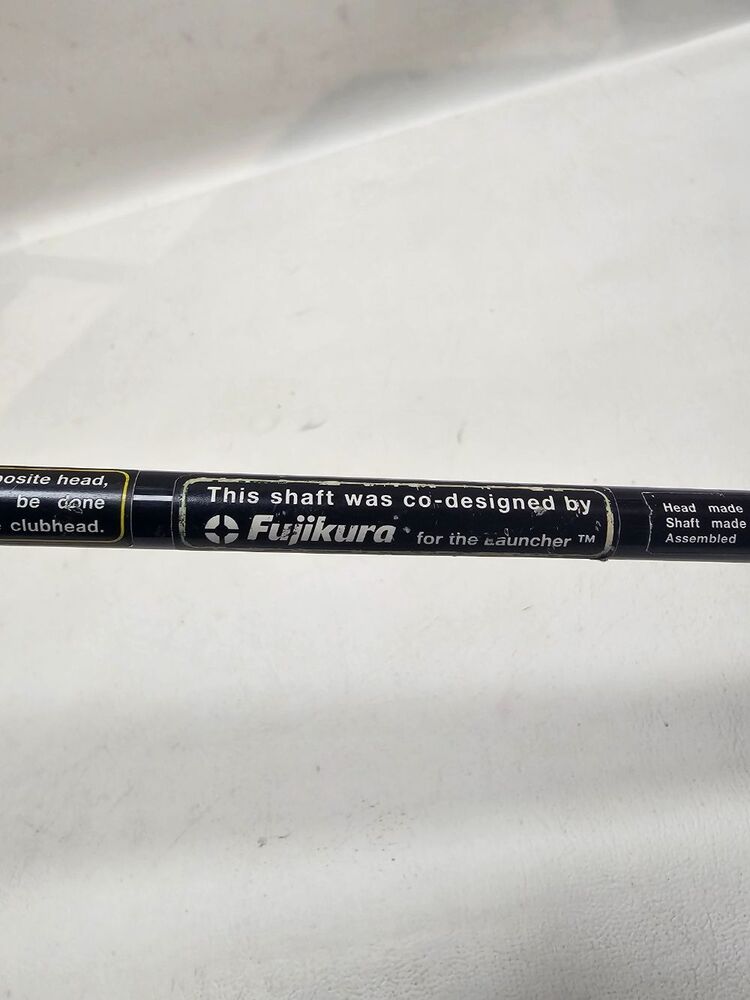 posite head,
be done
clubhead.
This shaft was co-designed by
Fujikura for the Launcher ™
Head made
Shaft made
Assembled